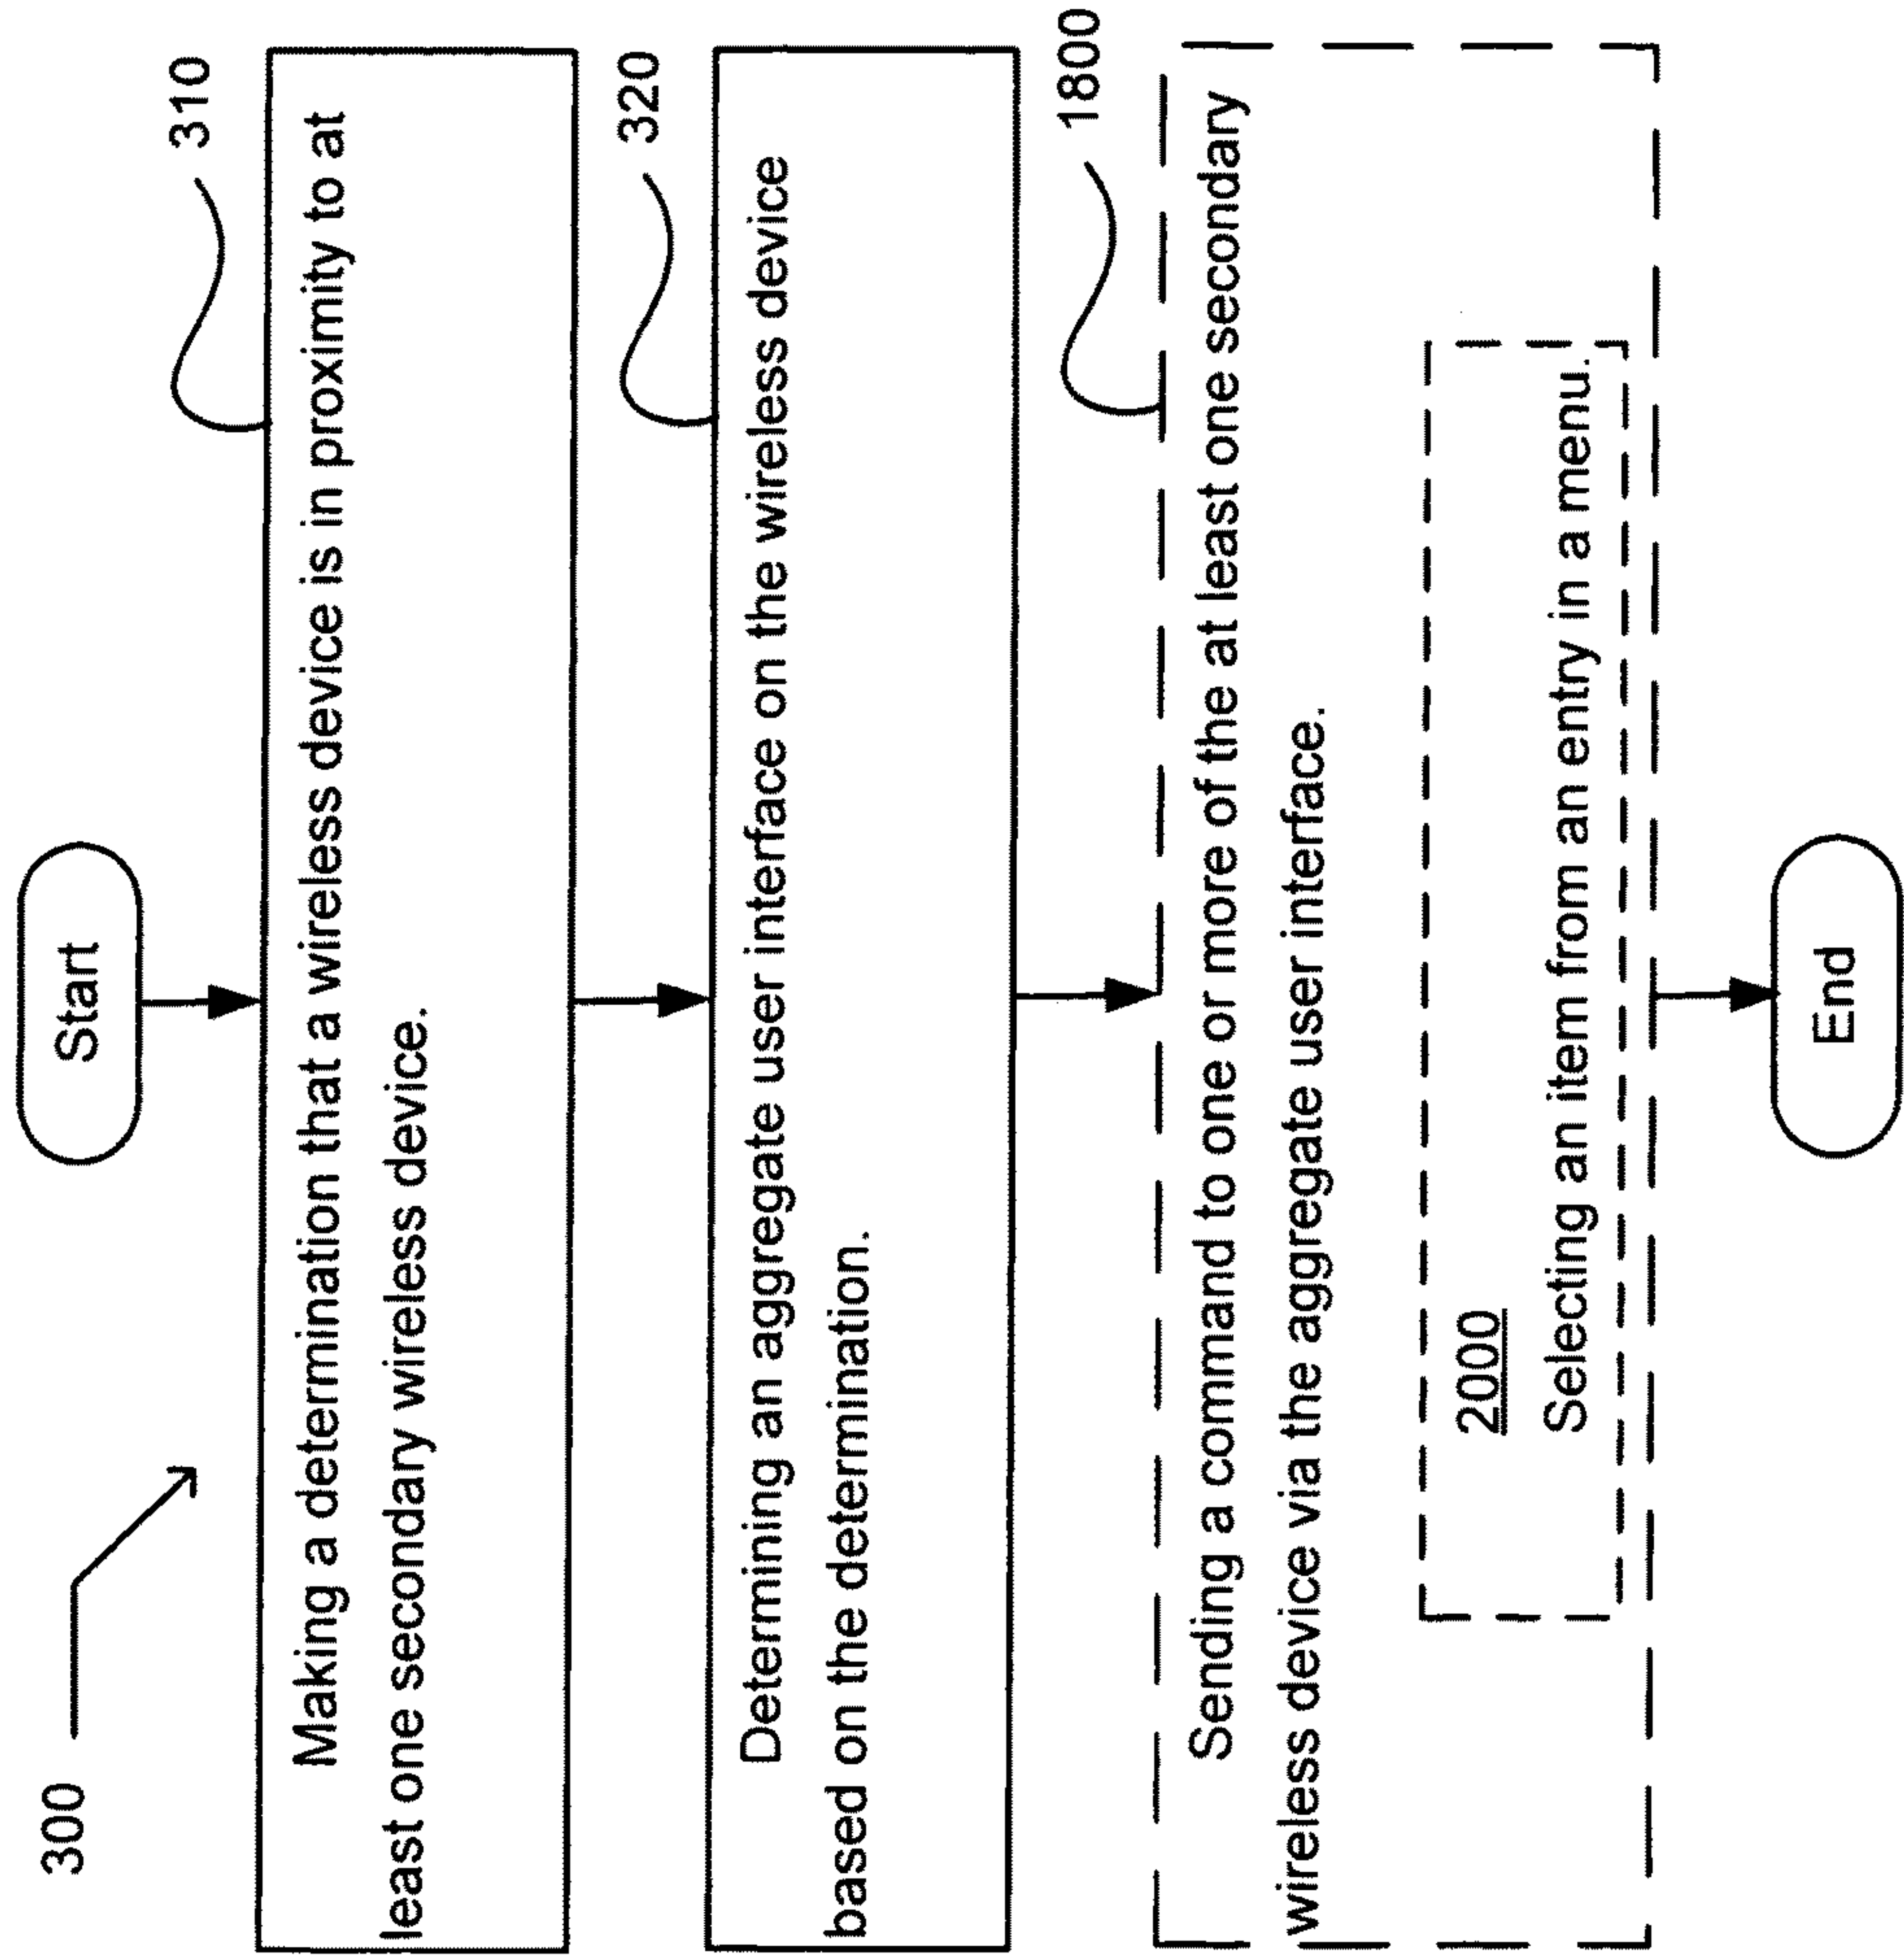 300
Start
310
Making a determination that a wireless device is in proximity to at
least one secondary wireless device.
320
Determining an aggregate user interface on the wireless device
based on the determination.
1800
Sending a command to one or more of the at least one secondary
wireless device via the aggregate user interface.
2000
Selecting an item from an entry in a menu.
End